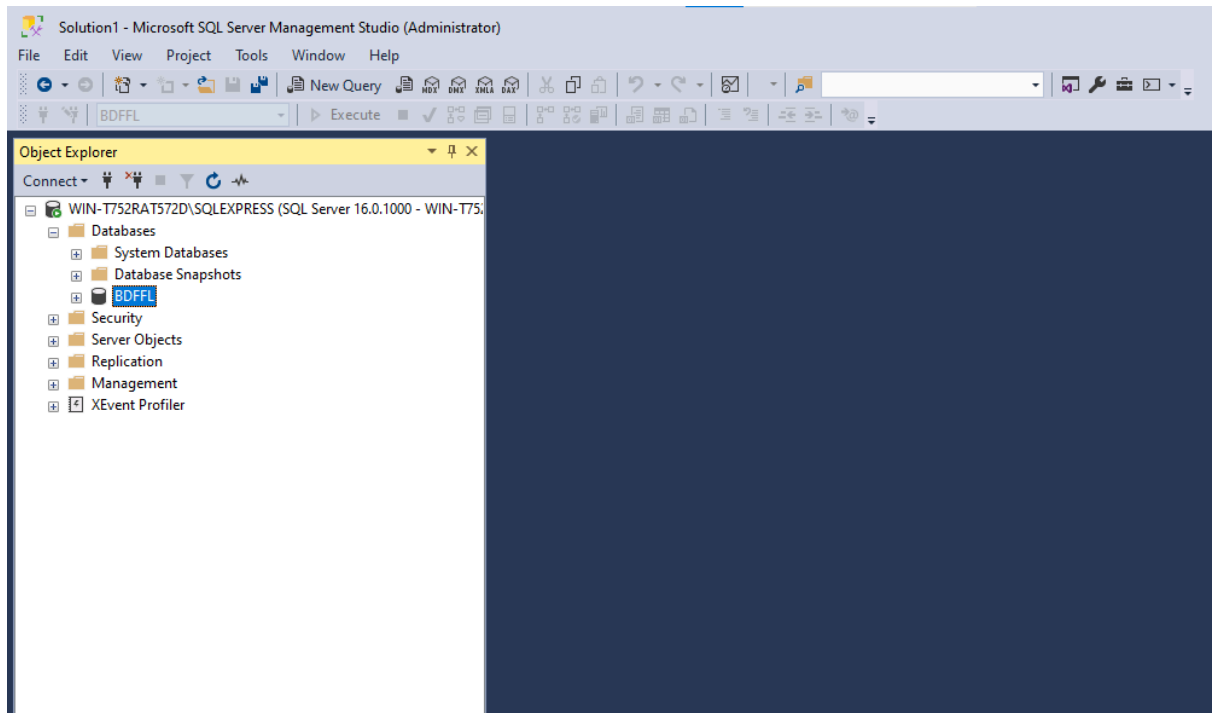 Solution1 - Microsoft SQL Server Management Studio (Administrator)
File Edit View Project Tools Window Help
New Query MDX DMX XMLA DAX
BDFFL Execute
Object Explorer
Connect
WIN-T752RAT572D\SQLEXPRESS (SQL Server 16.0.1000 - WIN-T752
Databases
System Databases
Database Snapshots
BDFFL
Security
Server Objects
Replication
Management
XEvent Profiler